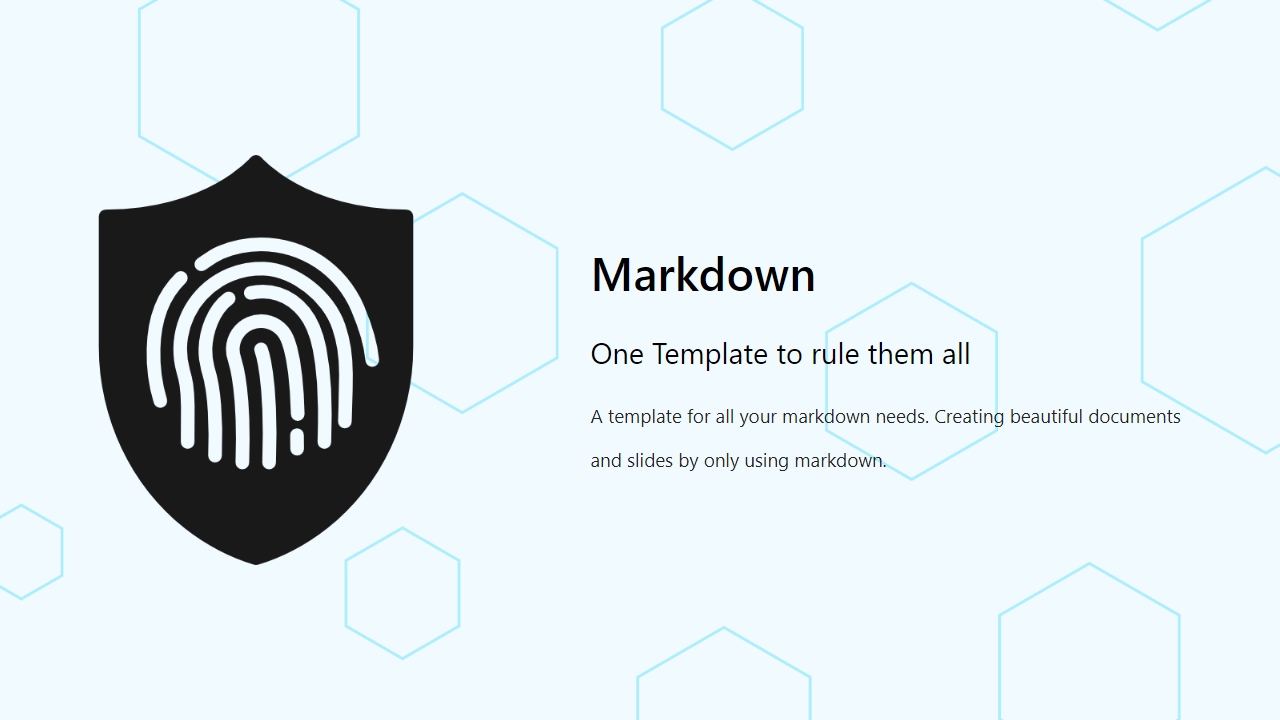 Markdown
One Template to rule them all
A template for all your markdown needs. Creating beautiful documents
and slides by only using markdown.